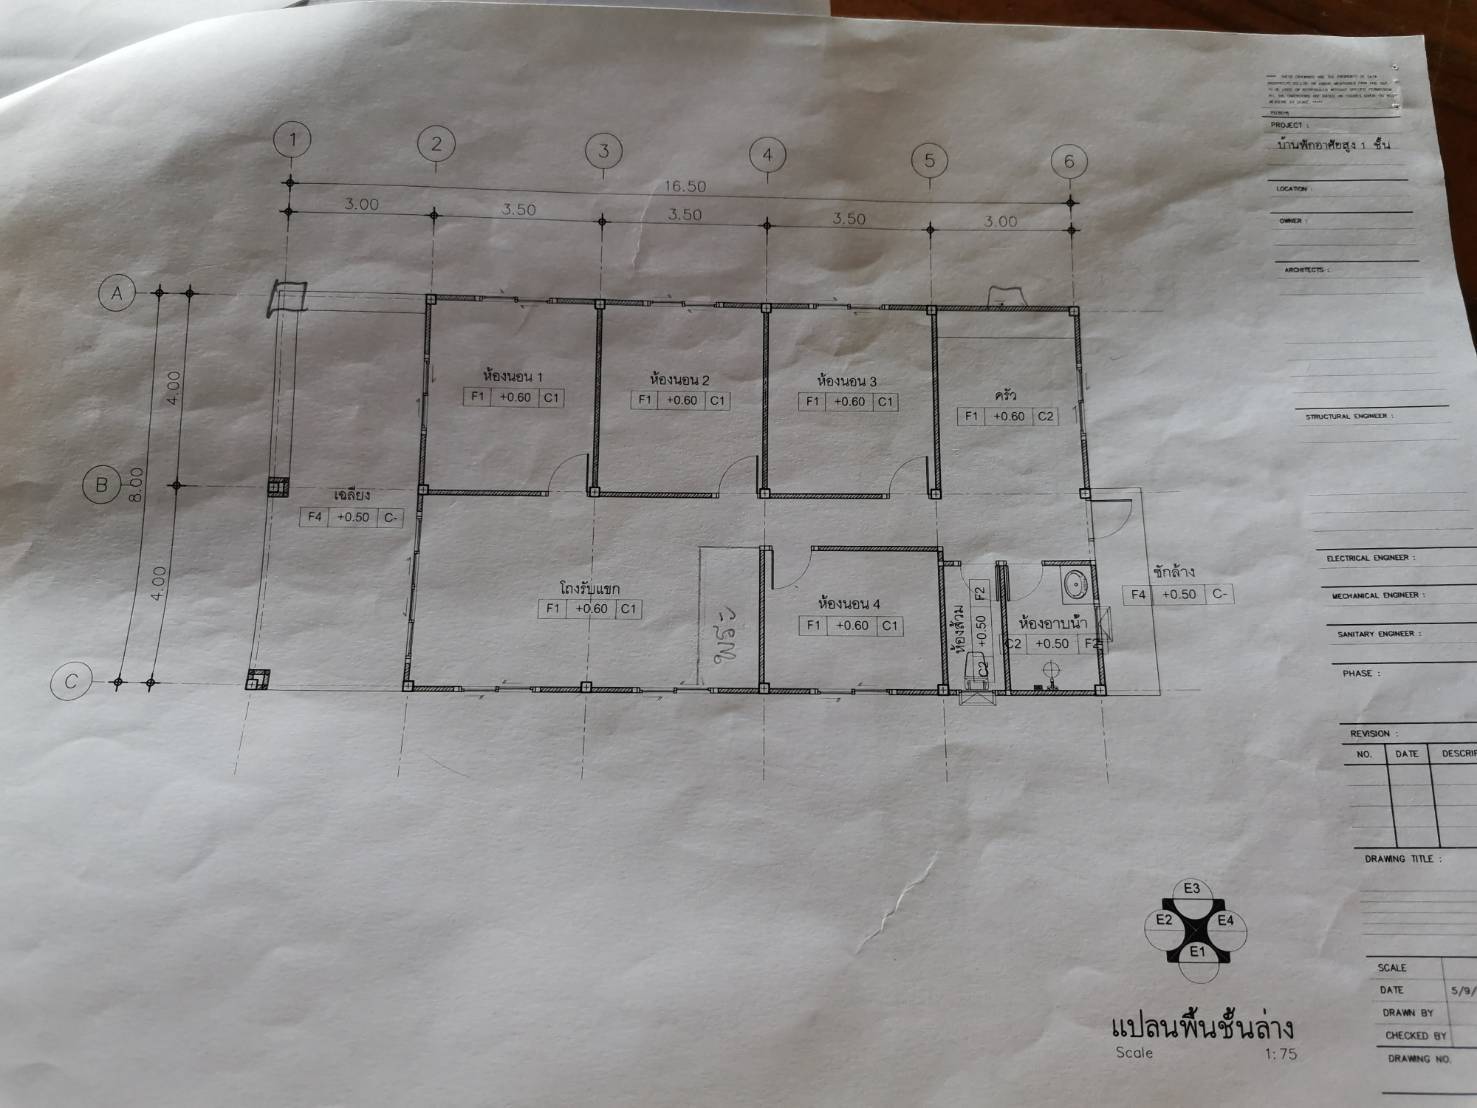 PROJECT :
บ้านพักอาศัยสูง 1 ชั้น
LOCATION :
OWNER :
ARCHITECTS :
STRUCTURAL ENGINEER :
ELECTRICAL ENGINEER :
MECHANICAL ENGINEER :
SANITARY ENGINEER :
PHASE :
REVISION :
NO. DATE DESCRIP
DRAWING TITLE :
SCALE
DATE 5/9/
DRAWN BY
CHECKED BY
DRAWING NO.
1 2 3 4 5 6
16.50
3.00 3.50 3.50 3.50 3.00
A
B
C
4.00
8.00
4.00
ห้องนอน 1
F1 +0.60 C1
ห้องนอน 2
F1 +0.60 C1
ห้องนอน 3
F1 +0.60 C1
ครัว
F1 +0.60 C2
เฉลียง
F4 +0.50 C-
โถงรับแขก
F1 +0.60 C1
พระ
ห้องนอน 4
F1 +0.60 C1
ห้องส้วม
C2 +0.50 F2
ห้องอาบน้ำ
C2 +0.50 F2
ซักล้าง
F4 +0.50 C-
E3
E2 E4
E1
แปลนพื้นชั้นล่าง
Scale 1:75